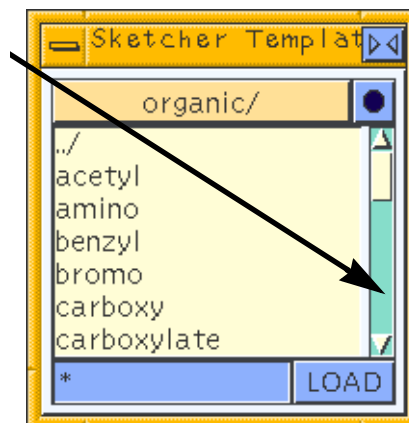 Sketcher Templat
organic/
../
acetyl
amino
benzyl
bromo
carboxy
carboxylate
*
LOAD